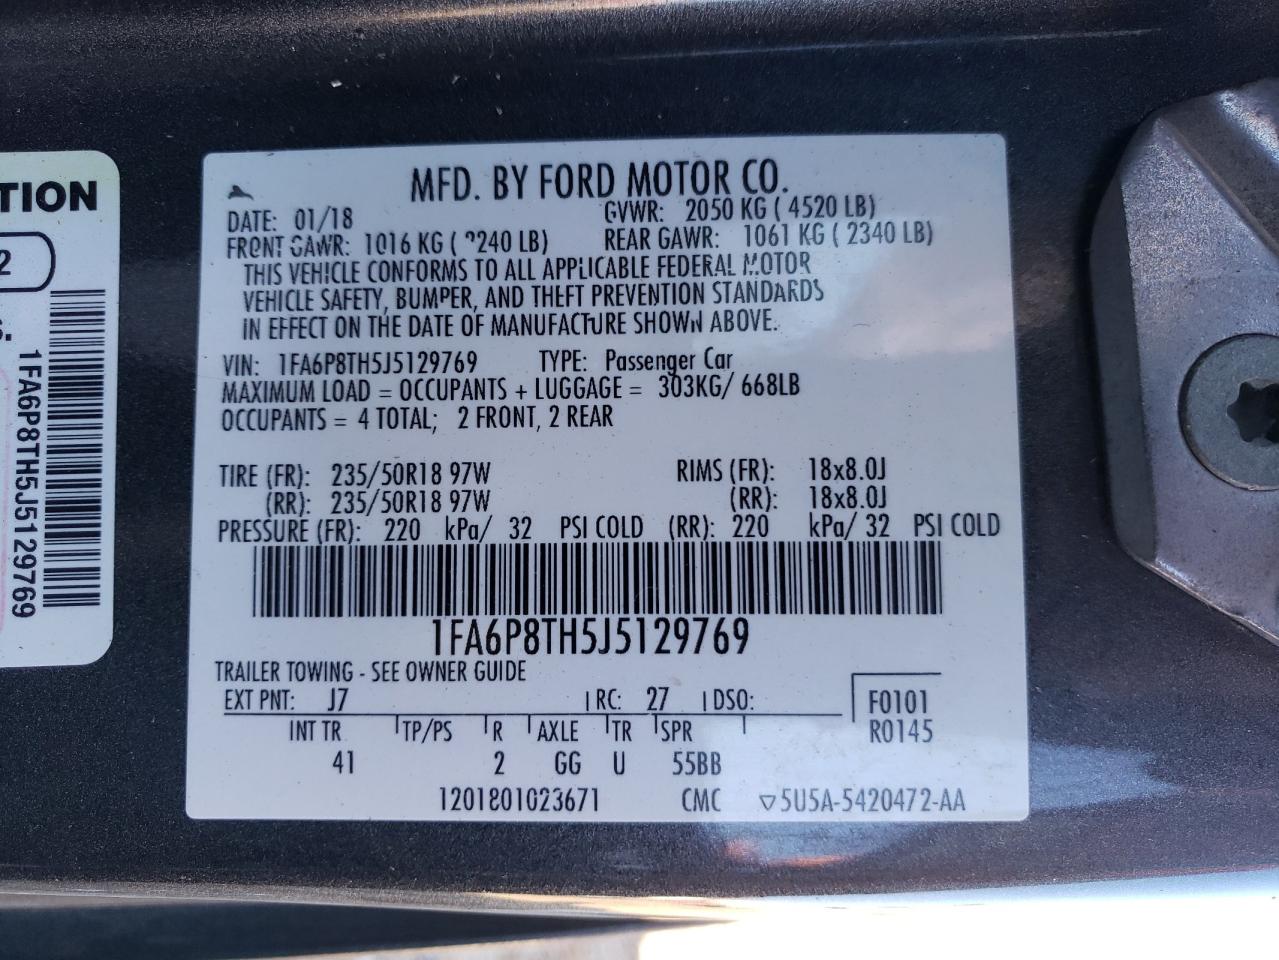 TION
2
S.
1FA6P8TH5J5129769
MFD. BY FORD MOTOR CO.
DATE: 01/18 GVWR: 2050 KG ( 4520 LB)
FRONT GAWR: 1016 KG ( 2240 LB) REAR GAWR: 1061 KG ( 2340 LB)
THIS VEHICLE CONFORMS TO ALL APPLICABLE FEDERAL MOTOR
VEHICLE SAFETY, BUMPER, AND THEFT PREVENTION STANDARDS
IN EFFECT ON THE DATE OF MANUFACTURE SHOWN ABOVE.
VIN: 1FA6P8TH5J5129769 TYPE: Passenger Car
MAXIMUM LOAD = OCCUPANTS + LUGGAGE = 303KG/ 668LB
OCCUPANTS = 4 TOTAL; 2 FRONT, 2 REAR
TIRE (FR): 235/50R18 97W RIMS (FR): 18x8.0J
(RR): 235/50R18 97W (RR): 18x8.0J
PRESSURE (FR): 220 kPa/ 32 PSI COLD (RR): 220 kPa/ 32 PSI COLD
1FA6P8TH5J5129769
TRAILER TOWING - SEE OWNER GUIDE
EXT PNT: J7 RC: 27 DSO: F0101
INT TR TP/PS R AXLE TR SPR R0145
41 2 GG U 55BB
1201801023671 CMC ▽5U5A-5420472-AA